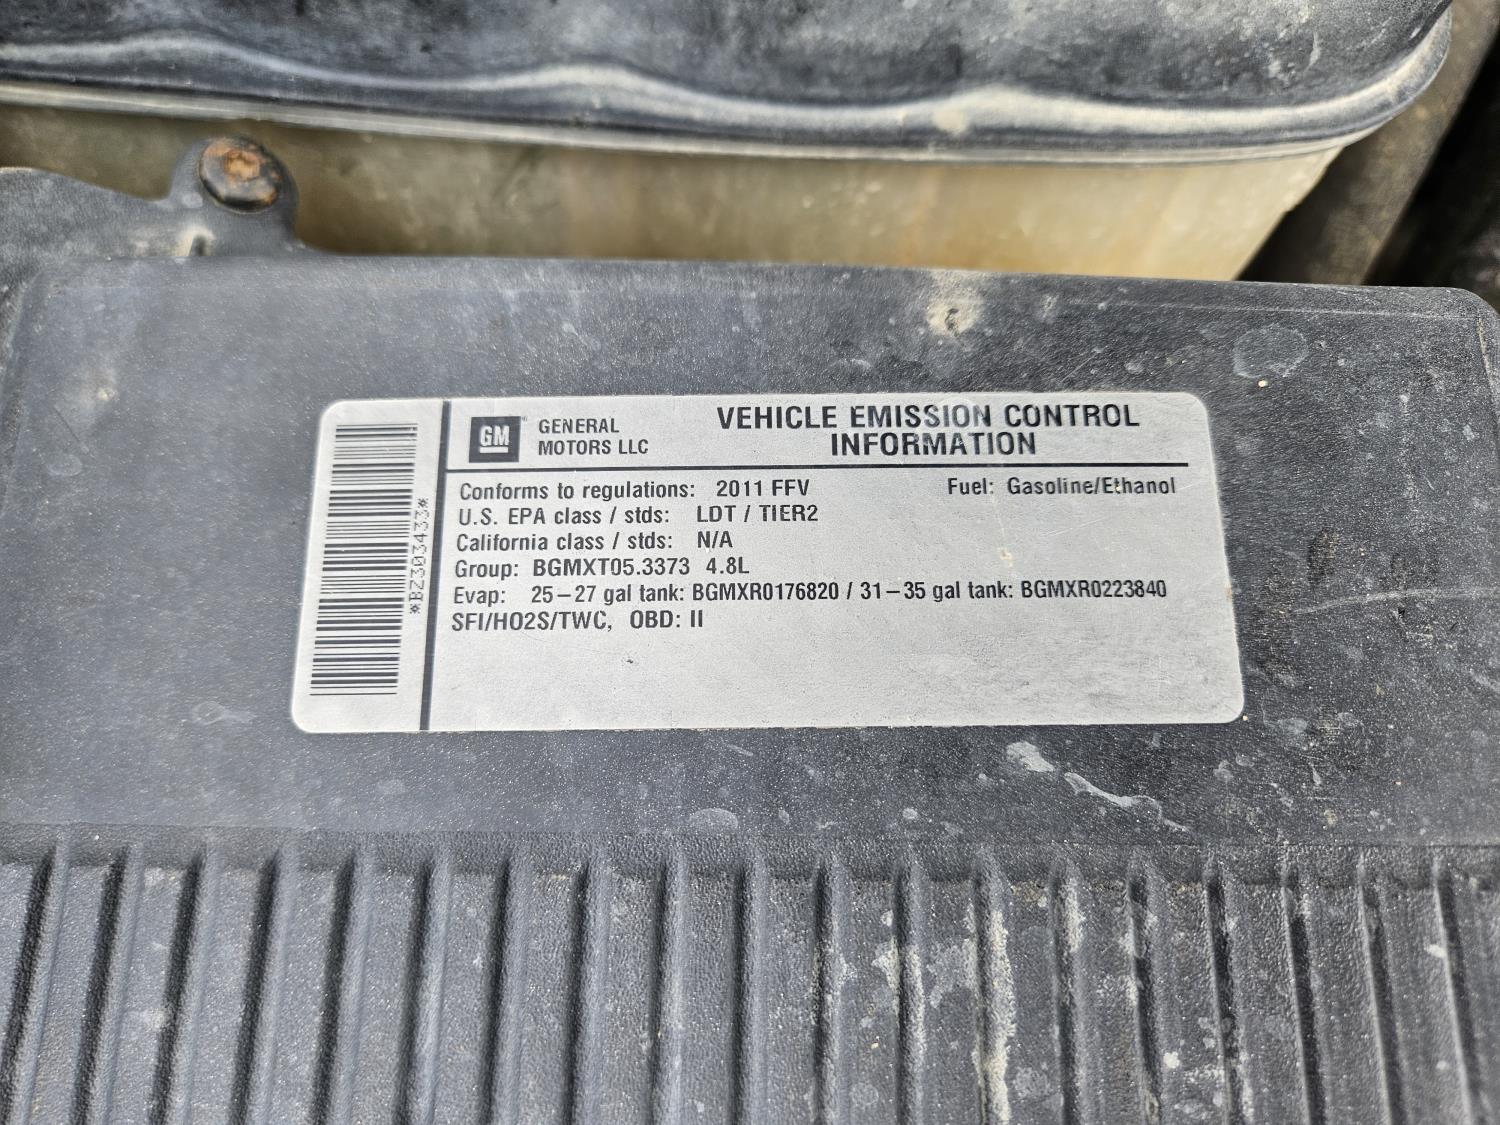 *BZ303433*
GM
GENERAL
MOTORS LLC
VEHICLE EMISSION CONTROL
INFORMATION
Conforms to regulations: 2011 FFV Fuel: Gasoline/Ethanol
U.S. EPA class / stds: LDT / TIER2
California class / stds: N/A
Group: BGMXT05.3373 4.8L
Evap: 25-27 gal tank: BGMXR0176820 / 31-35 gal tank: BGMXR0223840
SFI/HO2S/TWC, OBD: II